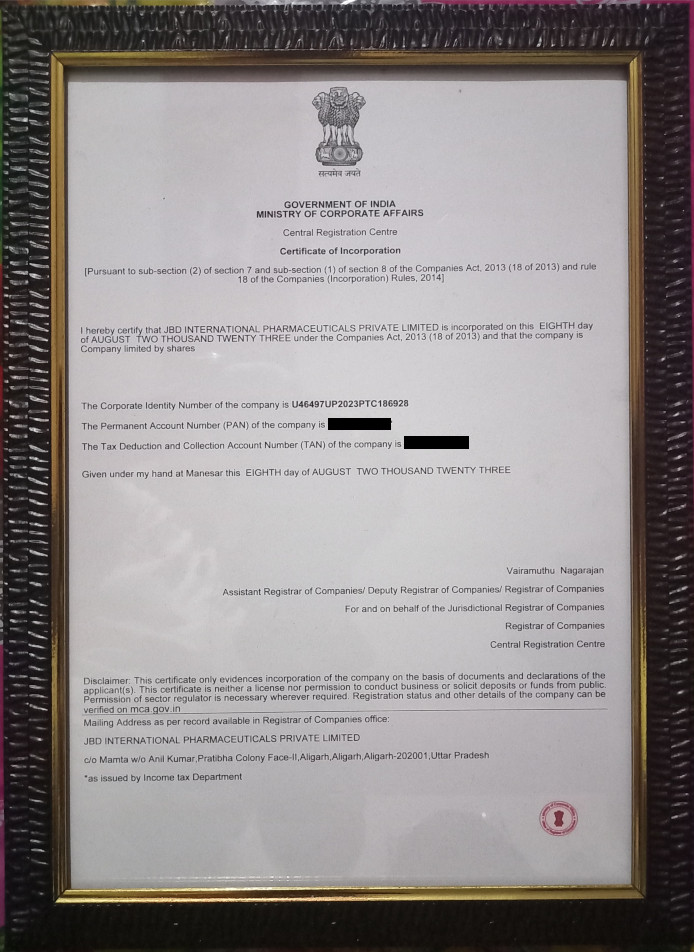 सत्यमेव जयते
GOVERNMENT OF INDIA
MINISTRY OF CORPORATE AFFAIRS
Central Registration Centre
Certificate of Incorporation
[Pursuant to sub-section (2) of section 7 and sub-section (1) of section 8 of the Companies Act, 2013 (18 of 2013) and rule
18 of the Companies (Incorporation) Rules, 2014]
I hereby certify that JBD INTERNATIONAL PHARMACEUTICALS PRIVATE LIMITED is incorporated on this EIGHTH day
of AUGUST TWO THOUSAND TWENTY THREE under the Companies Act, 2013 (18 of 2013) and that the company is
Company limited by shares
The Corporate Identity Number of the company is U46497UP2023PTC186928
The Permanent Account Number (PAN) of the company is
The Tax Deduction and Collection Account Number (TAN) of the company is
Given under my hand at Manesar this EIGHTH day of AUGUST TWO THOUSAND TWENTY THREE
Vairamuthu Nagarajan
Assistant Registrar of Companies/ Deputy Registrar of Companies/ Registrar of Companies
For and on behalf of the Jurisdictional Registrar of Companies
Registrar of Companies
Central Registration Centre
Disclaimer: This certificate only evidences incorporation of the company on the basis of documents and declarations of the
applicant(s). This certificate is neither a license nor permission to conduct business or solicit deposits or funds from public.
Permission of sector regulator is necessary wherever required. Registration status and other details of the company can be
verified on mca.gov.in
Mailing Address as per record available in Registrar of Companies office:
JBD INTERNATIONAL PHARMACEUTICALS PRIVATE LIMITED
c/o Mamta w/o Anil Kumar,Pratibha Colony Face-II,Aligarh,Aligarh,Aligarh-202001,Uttar Pradesh
*as issued by Income tax Department